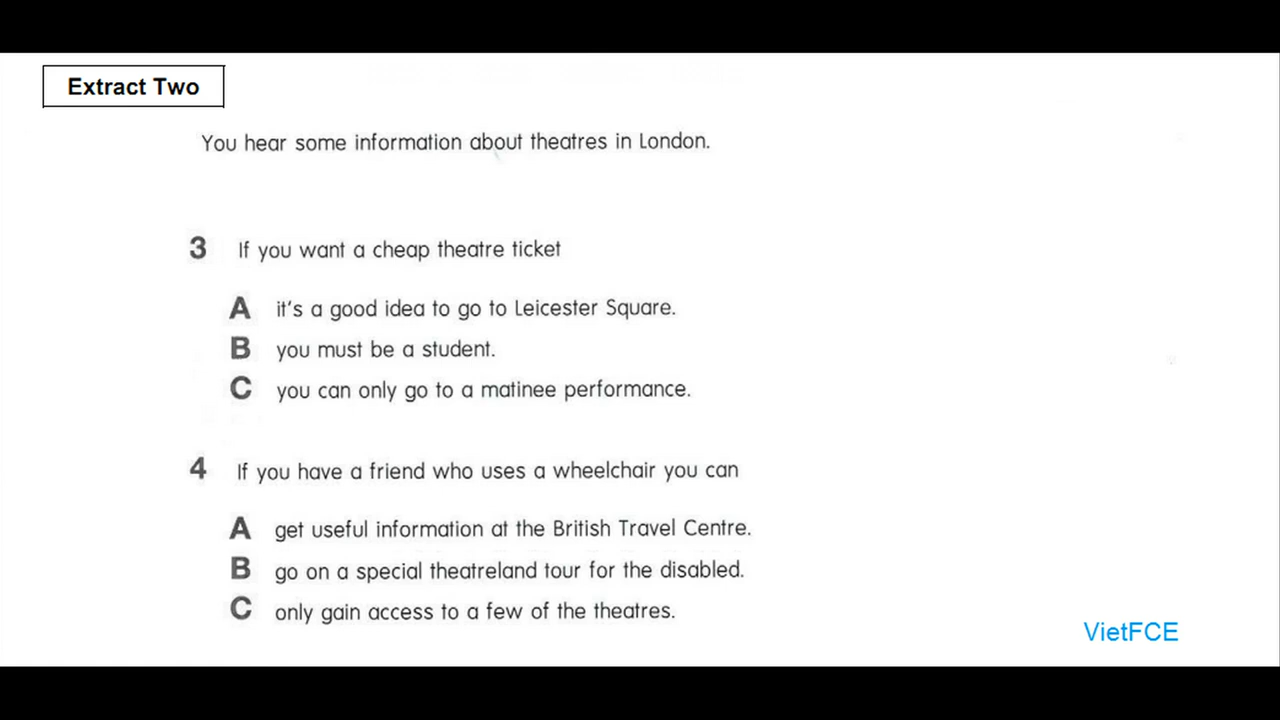 Extract Two
You hear some information about theatres in London.
3 If you want a cheap theatre ticket
A it's a good idea to go to Leicester Square.
B you must be a student.
C you can only go to a matinee performance.
4 If you have a friend who uses a wheelchair you can
A get useful information at the British Travel Centre.
B go on a special theatreland tour for the disabled.
C only gain access to a few of the theatres.
VietFCE